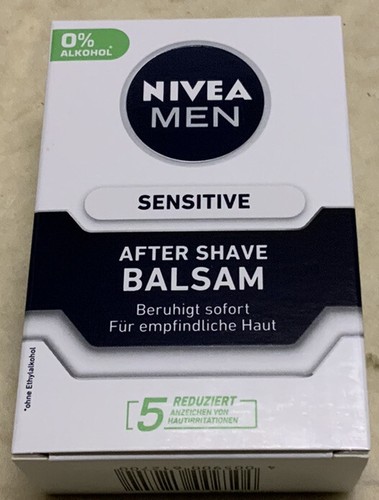 0%
ALKOHOL*
NIVEA
MEN
SENSITIVE
AFTER SHAVE
BALSAM
Beruhigt sofort
Für empfindliche Haut
*ohne Ethylalkohol
5 REDUZIERT
ANZEICHEN VON
HAUTIRRITATIONEN